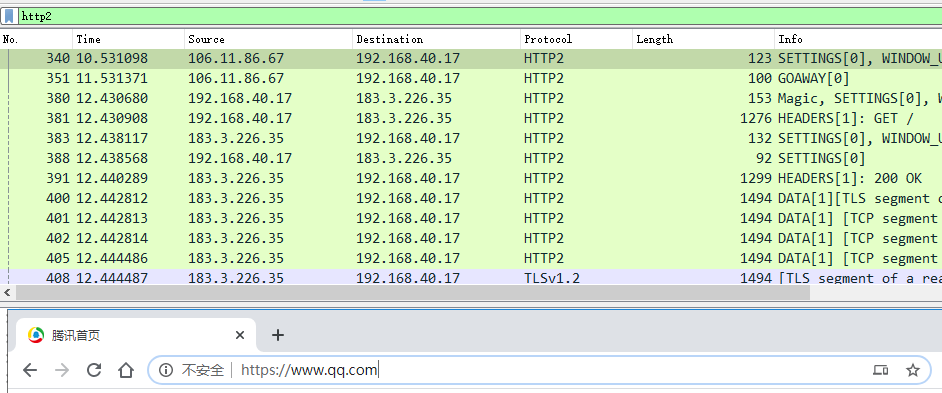 http2
No. Time Source Destination Protocol Length Info
340 10.531098 106.11.86.67 192.168.40.17 HTTP2 123 SETTINGS[0], WINDOW_U
351 11.531371 106.11.86.67 192.168.40.17 HTTP2 100 GOAWAY[0]
380 12.430680 192.168.40.17 183.3.226.35 HTTP2 153 Magic, SETTINGS[0], W
381 12.430908 192.168.40.17 183.3.226.35 HTTP2 1276 HEADERS[1]: GET /
383 12.438117 183.3.226.35 192.168.40.17 HTTP2 132 SETTINGS[0], WINDOW_U
388 12.438568 192.168.40.17 183.3.226.35 HTTP2 92 SETTINGS[0]
391 12.440289 183.3.226.35 192.168.40.17 HTTP2 1299 HEADERS[1]: 200 OK
400 12.442812 183.3.226.35 192.168.40.17 HTTP2 1494 DATA[1][TLS segment o
401 12.442813 183.3.226.35 192.168.40.17 HTTP2 1494 DATA[1] [TCP segment
402 12.442814 183.3.226.35 192.168.40.17 HTTP2 1494 DATA[1] [TCP segment
405 12.444486 183.3.226.35 192.168.40.17 HTTP2 1494 DATA[1] [TCP segment
408 12.444487 183.3.226.35 192.168.40.17 TLSv1.2 1494 [TLS segment of a rea
腾讯首页
不安全 https://www.qq.com